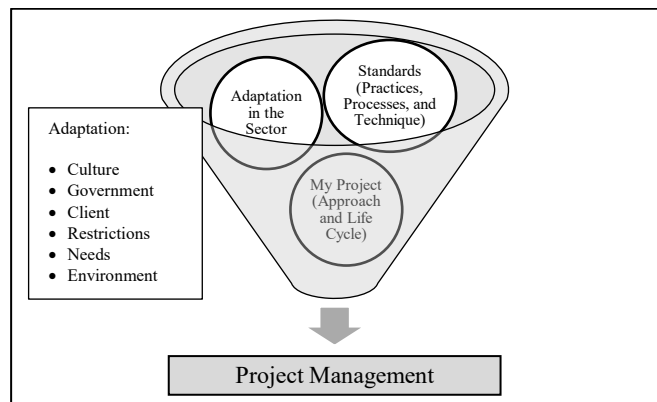 Adaptation:
• Culture
• Government
• Client
• Restrictions
• Needs
• Environment
Adaptation
in the
Sector
Standards
(Practices,
Processes, and
Technique)
My Project
(Approach
and Life
Cycle)
Project Management